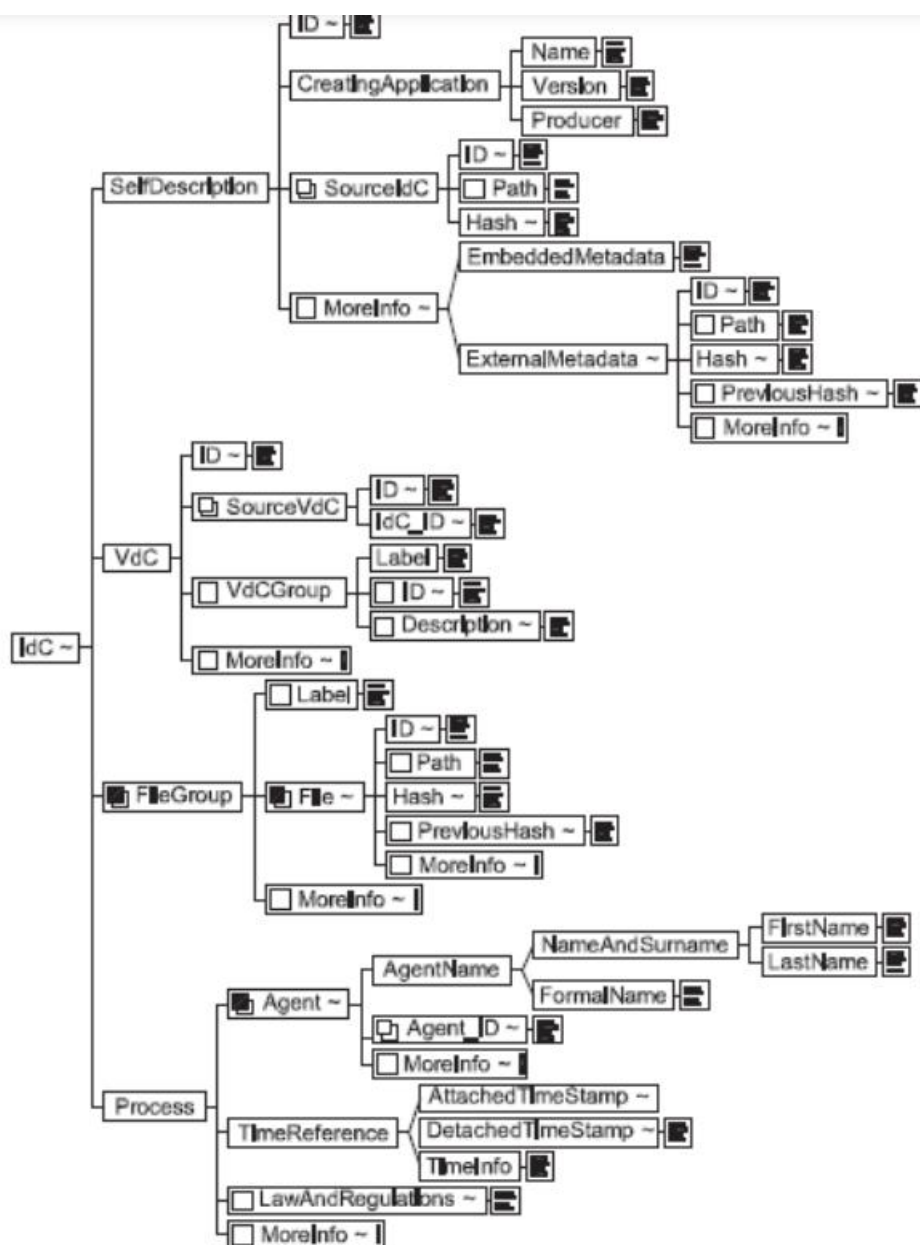 ID ~
CreatingApplication
Name
Version
Producer
SelfDescription
SourceIdC
ID ~
Path
Hash ~
MoreInfo ~
EmbeddedMetadata
ExternalMetadata ~
ID ~
Path
Hash ~
PreviousHash ~
MoreInfo ~
IdC ~
VdC
ID ~
SourceVdC
ID ~
IdC_ID ~
VdCGroup
Label
ID ~
Description ~
MoreInfo ~
FileGroup
Label
File ~
ID ~
Path
Hash ~
PreviousHash ~
MoreInfo ~
MoreInfo ~
Process
Agent ~
AgentName
NameAndSurname
FirstName
LastName
FormalName
Agent_ID ~
MoreInfo ~
TimeReference
AttachedTimeStamp ~
DetachedTimeStamp ~
TimeInfo
LawAndRegulations ~
MoreInfo ~